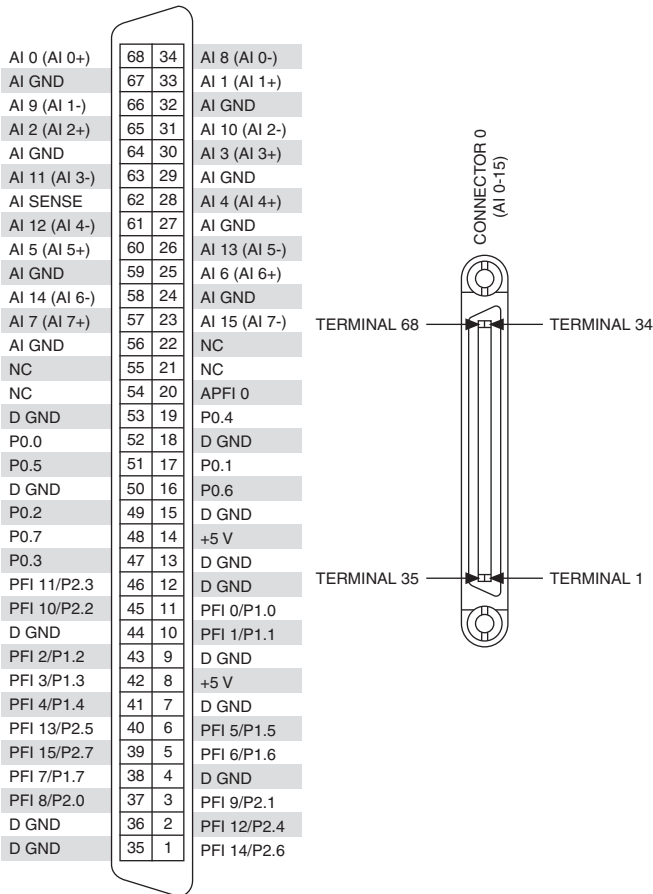 AI 0 (AI 0+) 68 34 AI 8 (AI 0-)
AI GND 67 33 AI 1 (AI 1+)
AI 9 (AI 1-) 66 32 AI GND
AI 2 (AI 2+) 65 31 AI 10 (AI 2-)
AI GND 64 30 AI 3 (AI 3+)
AI 11 (AI 3-) 63 29 AI GND
AI SENSE 62 28 AI 4 (AI 4+)
AI 12 (AI 4-) 61 27 AI GND
AI 5 (AI 5+) 60 26 AI 13 (AI 5-)
AI GND 59 25 AI 6 (AI 6+)
AI 14 (AI 6-) 58 24 AI GND
AI 7 (AI 7+) 57 23 AI 15 (AI 7-)
AI GND 56 22 NC
NC 55 21 NC
NC 54 20 APFI 0
D GND 53 19 P0.4
P0.0 52 18 D GND
P0.5 51 17 P0.1
D GND 50 16 P0.6
P0.2 49 15 D GND
P0.7 48 14 +5 V
P0.3 47 13 D GND
PFI 11/P2.3 46 12 D GND
PFI 10/P2.2 45 11 PFI 0/P1.0
D GND 44 10 PFI 1/P1.1
PFI 2/P1.2 43 9 D GND
PFI 3/P1.3 42 8 +5 V
PFI 4/P1.4 41 7 D GND
PFI 13/P2.5 40 6 PFI 5/P1.5
PFI 15/P2.7 39 5 PFI 6/P1.6
PFI 7/P1.7 38 4 D GND
PFI 8/P2.0 37 3 PFI 9/P2.1
D GND 36 2 PFI 12/P2.4
D GND 35 1 PFI 14/P2.6
CONNECTOR 0
(AI 0-15)
TERMINAL 68 TERMINAL 34
TERMINAL 35 TERMINAL 1